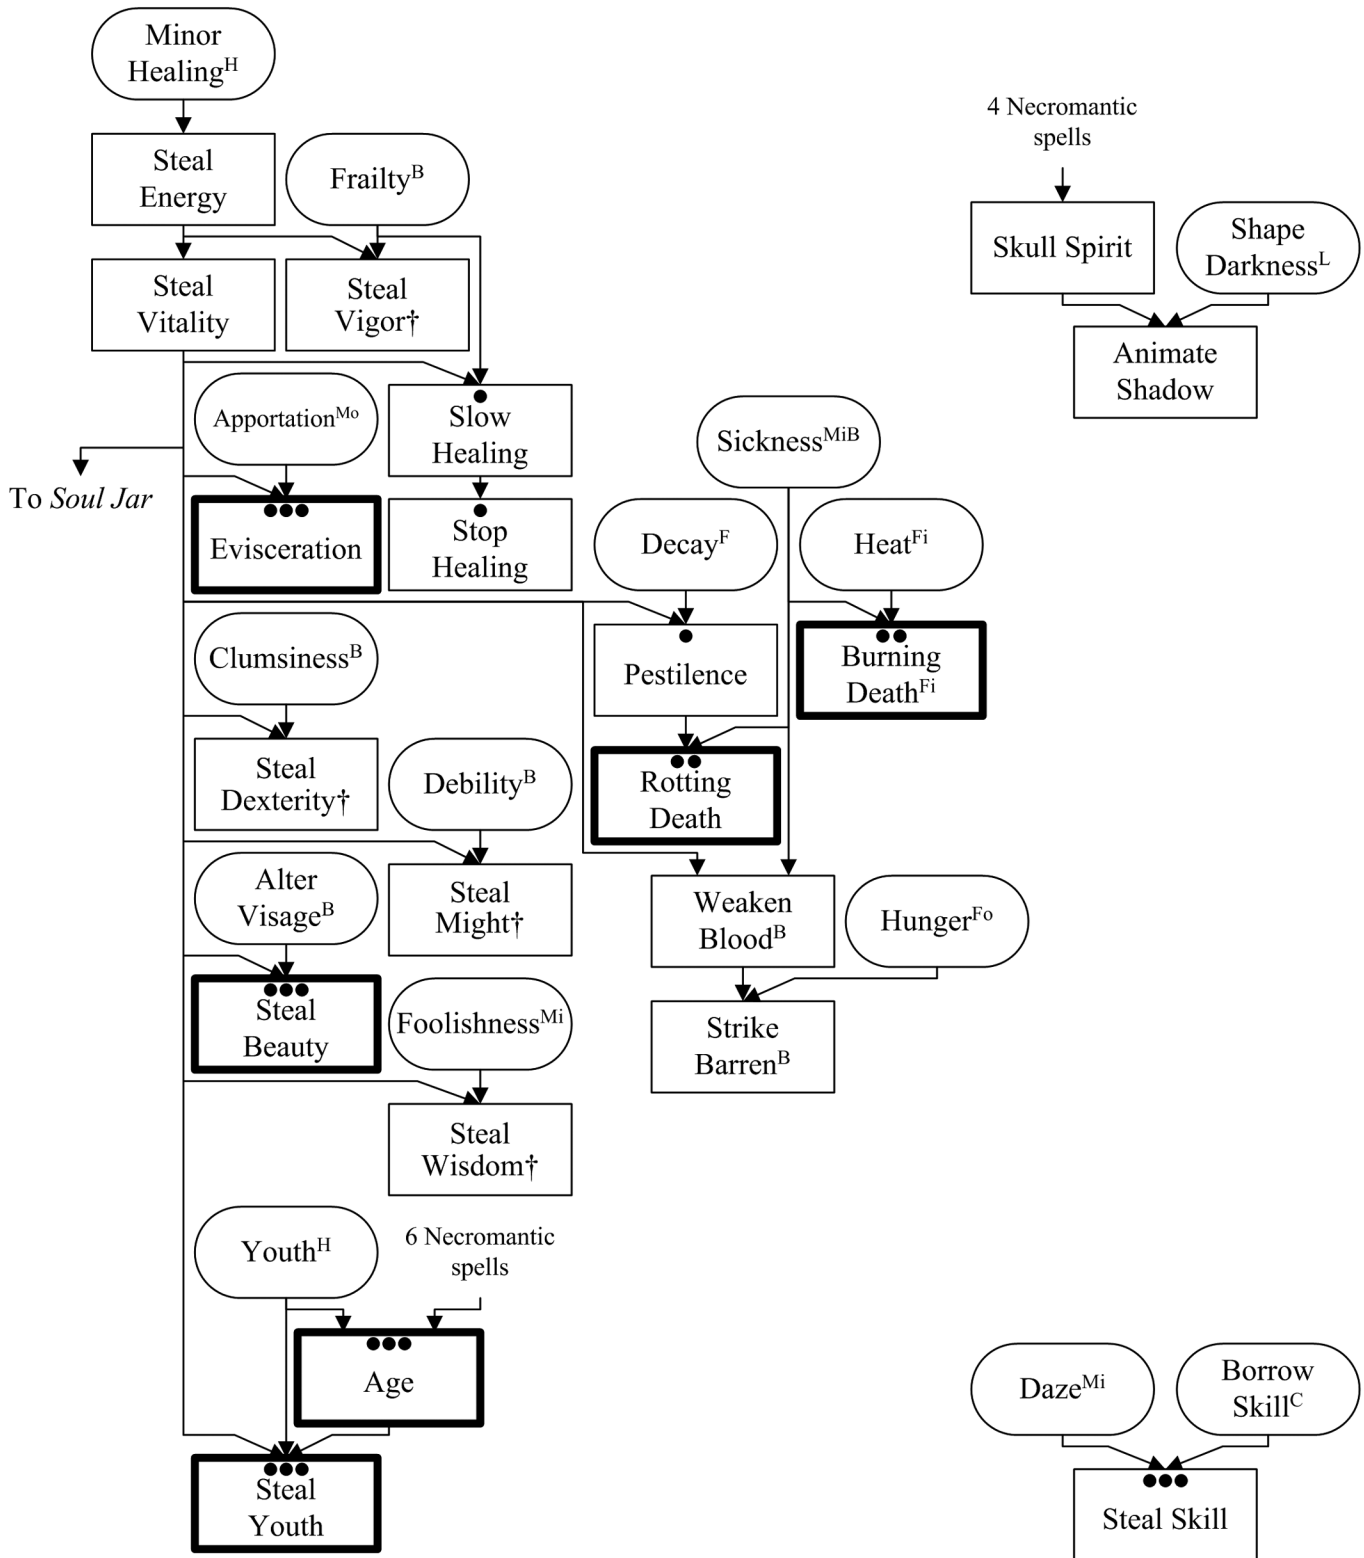 Minor
Healing^H
4 Necromantic
spells
Steal
Energy
Frailty^B
Skull Spirit
Shape
Darkness^L
Steal
Vitality
Steal
Vigor†
Animate
Shadow
Apportation^Mo
Slow
Healing
Sickness^MiB
To Soul Jar
Evisceration
Stop
Healing
Decay^F
Heat^Fi
Clumsiness^B
Pestilence
Burning
Death^Fi
Steal
Dexterity†
Debility^B
Rotting
Death
Alter
Visage^B
Steal
Might†
Weaken
Blood^B
Hunger^Fo
Steal
Beauty
Foolishness^Mi
Strike
Barren^B
Steal
Wisdom†
Youth^H
6 Necromantic
spells
Age
Daze^Mi
Borrow
Skill^C
Steal
Youth
Steal Skill